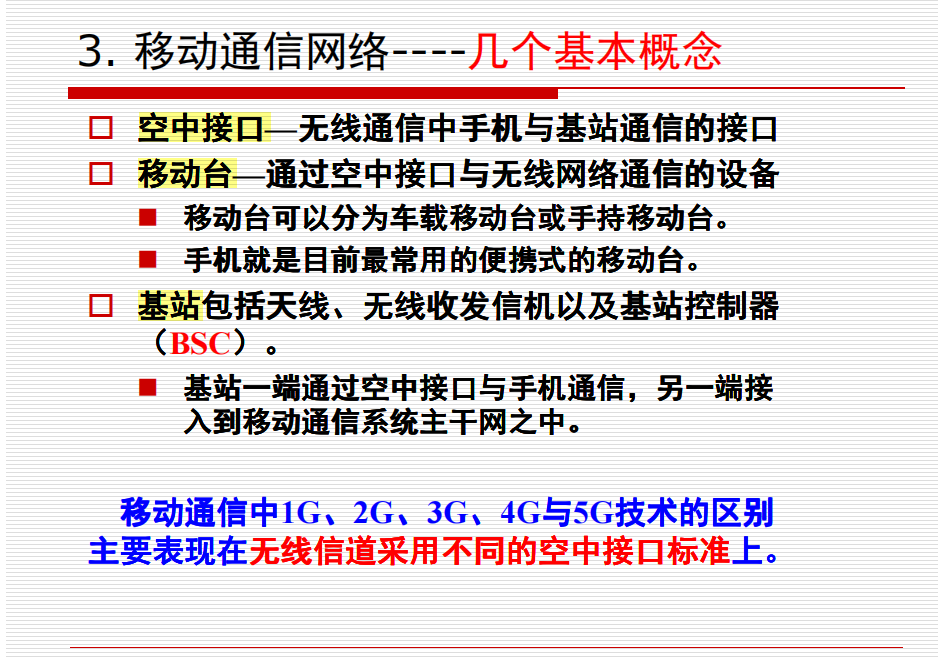 3. 移动通信网络----几个基本概念
空中接口—无线通信中手机与基站通信的接口
移动台—通过空中接口与无线网络通信的设备
移动台可以分为车载移动台或手持移动台。
手机就是目前最常用的便携式的移动台。
基站包括天线、无线收发信机以及基站控制器
（BSC）。
基站一端通过空中接口与手机通信，另一端接
入到移动通信系统主干网之中。
移动通信中1G、2G、3G、4G与5G技术的区别
主要表现在无线信道采用不同的空中接口标准上。